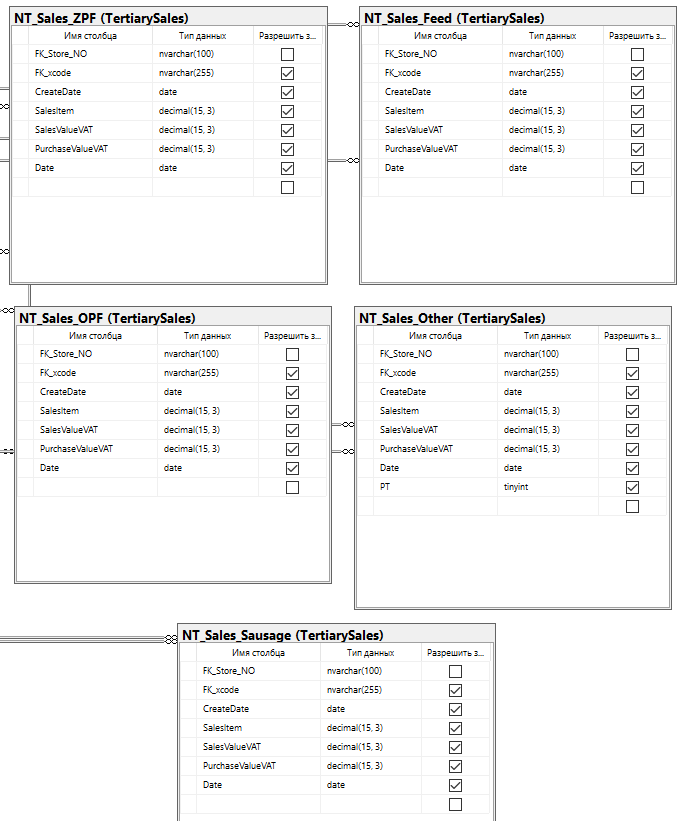 NT_Sales_ZPF (TertiarySales)
Имя столбца Тип данных Разрешить з...
FK_Store_NO nvarchar(100)
FK_xcode nvarchar(255)
CreateDate date
SalesItem decimal(15, 3)
SalesValueVAT decimal(15, 3)
PurchaseValueVAT decimal(15, 3)
Date date
NT_Sales_Feed (TertiarySales)
Имя столбца Тип данных Разрешить з...
FK_Store_NO nvarchar(100)
FK_xcode nvarchar(255)
CreateDate date
SalesItem decimal(15, 3)
SalesValueVAT decimal(15, 3)
PurchaseValueVAT decimal(15, 3)
Date date
NT_Sales_OPF (TertiarySales)
Имя столбца Тип данных Разрешить з...
FK_Store_NO nvarchar(100)
FK_xcode nvarchar(255)
CreateDate date
SalesItem decimal(15, 3)
SalesValueVAT decimal(15, 3)
PurchaseValueVAT decimal(15, 3)
Date date
NT_Sales_Other (TertiarySales)
Имя столбца Тип данных Разрешить з...
FK_Store_NO nvarchar(100)
FK_xcode nvarchar(255)
CreateDate date
SalesItem decimal(15, 3)
SalesValueVAT decimal(15, 3)
PurchaseValueVAT decimal(15, 3)
Date date
PT tinyint
NT_Sales_Sausage (TertiarySales)
Имя столбца Тип данных Разрешить з...
FK_Store_NO nvarchar(100)
FK_xcode nvarchar(255)
CreateDate date
SalesItem decimal(15, 3)
SalesValueVAT decimal(15, 3)
PurchaseValueVAT decimal(15, 3)
Date date